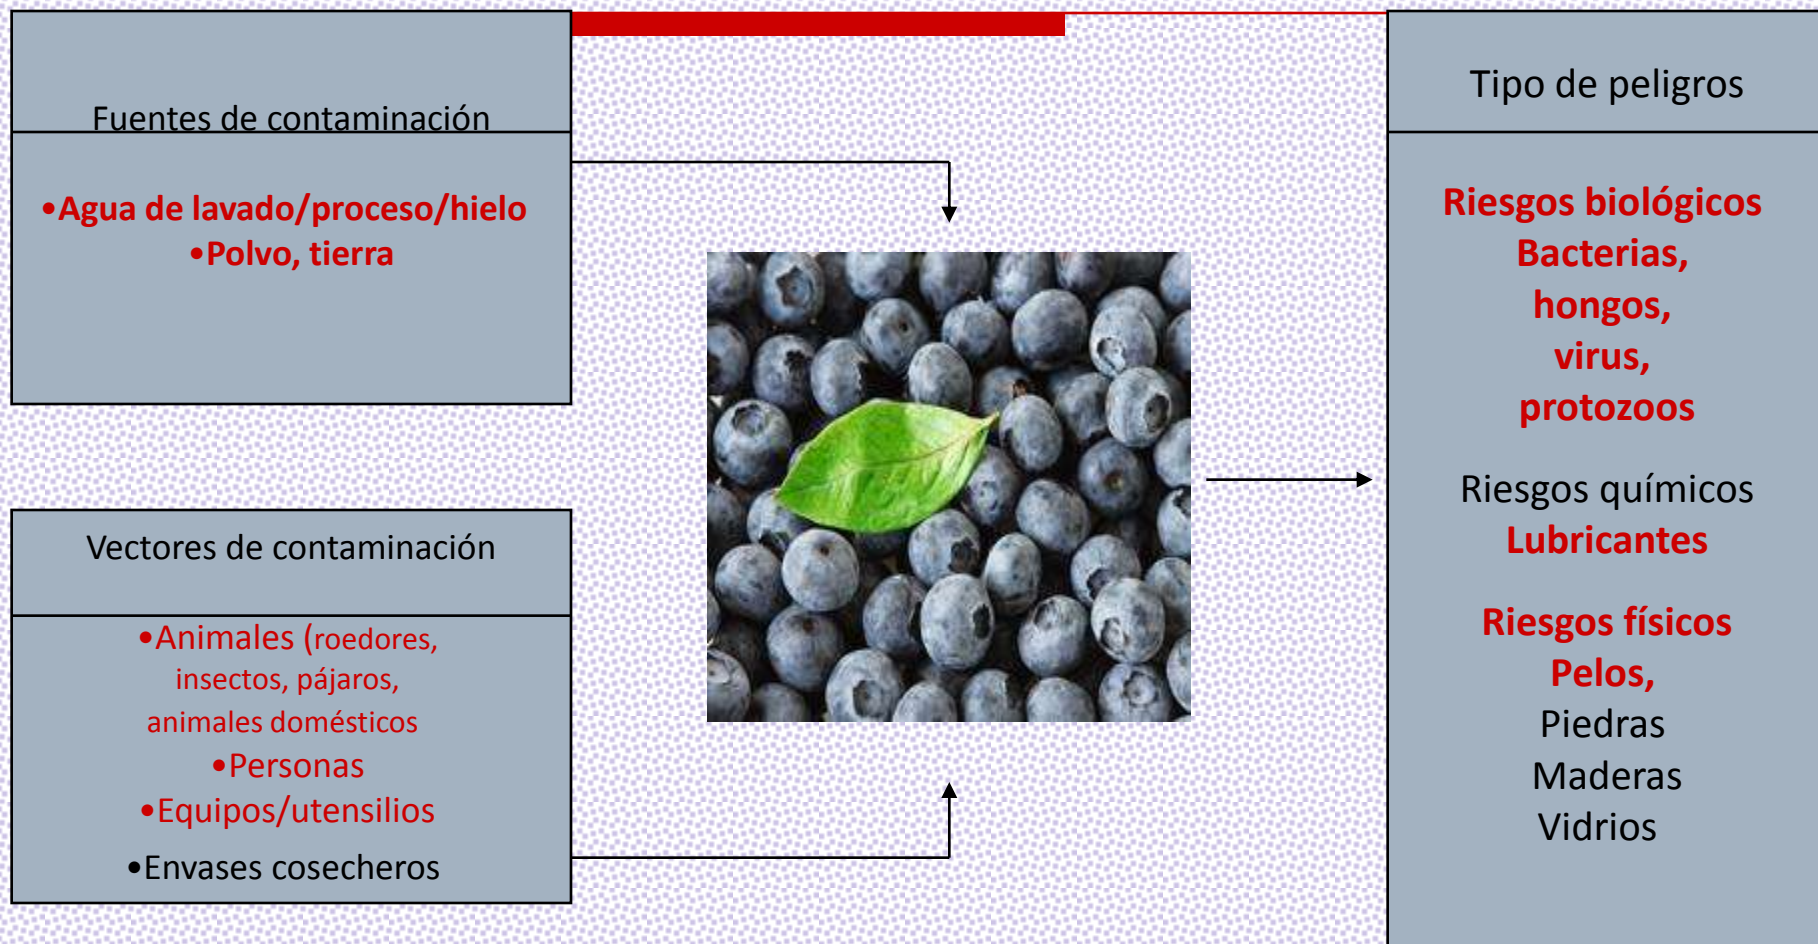 Fuentes de contaminación
•Agua de lavado/proceso/hielo
•Polvo, tierra
Vectores de contaminación
•Animales (roedores,
insectos, pájaros,
animales domésticos
•Personas
•Equipos/utensilios
•Envases cosecheros
Tipo de peligros
Riesgos biológicos
Bacterias,
hongos,
virus,
protozoos
Riesgos químicos
Lubricantes
Riesgos físicos
Pelos,
Piedras
Maderas
Vidrios